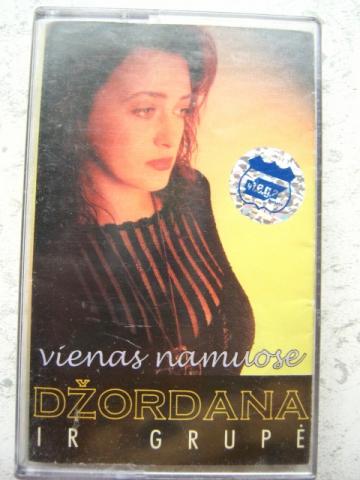 vienas namuose
DŽORDANA
IR GRUPĖ